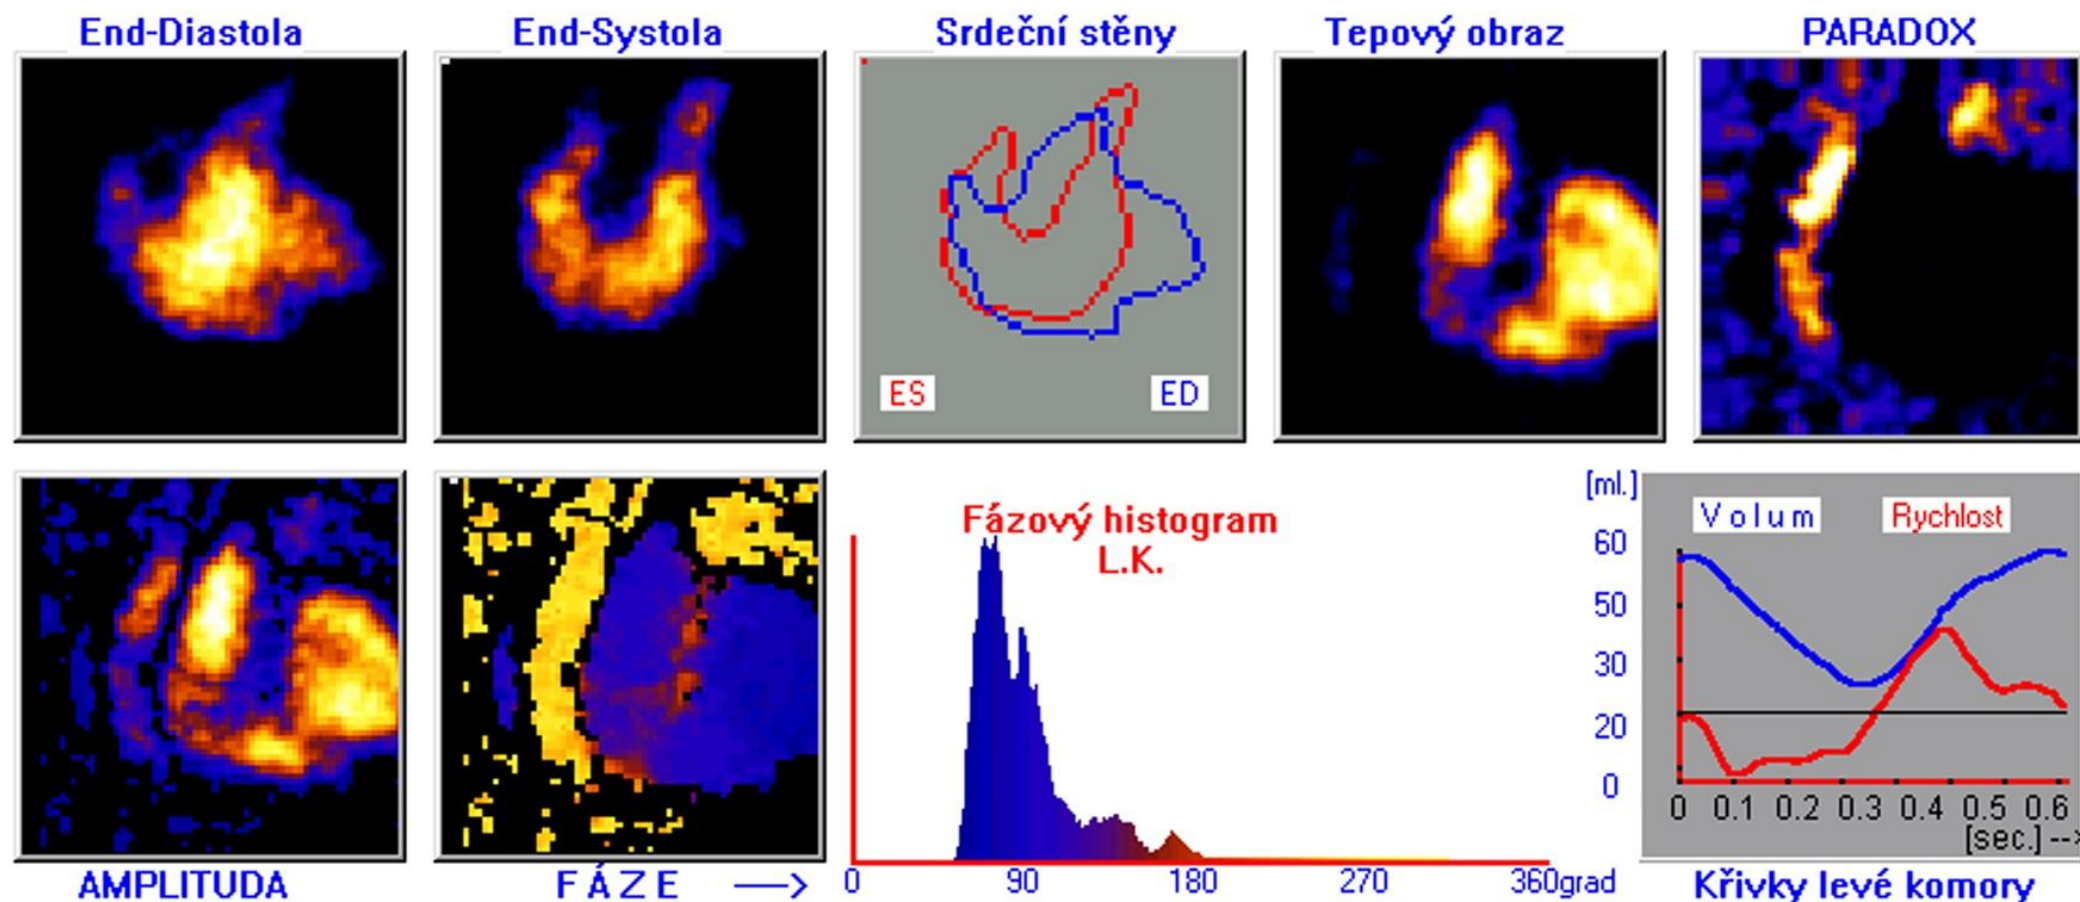 End-Diastola
End-Systola
Srdeční stěny
Tepový obraz
PARADOX
ES
ED
AMPLITUDA
FÁZE -->
Fázový histogram
L.K.
0 90 180 270 360grad
[ml.]
60
50
30
20
0
Volum
Rychlost
0 0.1 0.2 0.3 0.4 0.5 0.6
[sec.] -->
Křivky levé komory